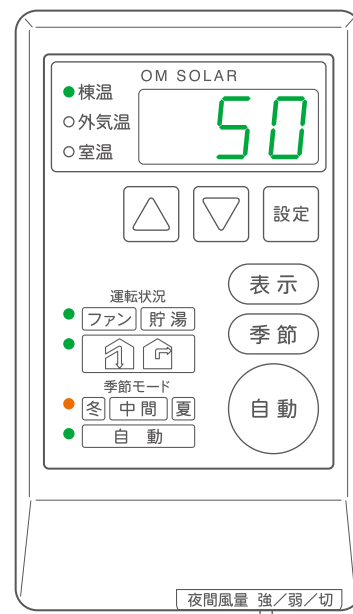 OM SOLAR
棟温
外気温
室温
50
設定
表示
運転状況
ファン 貯湯
季節
季節モード
冬 中間 夏
自動
自動
夜間風量 強/弱/切